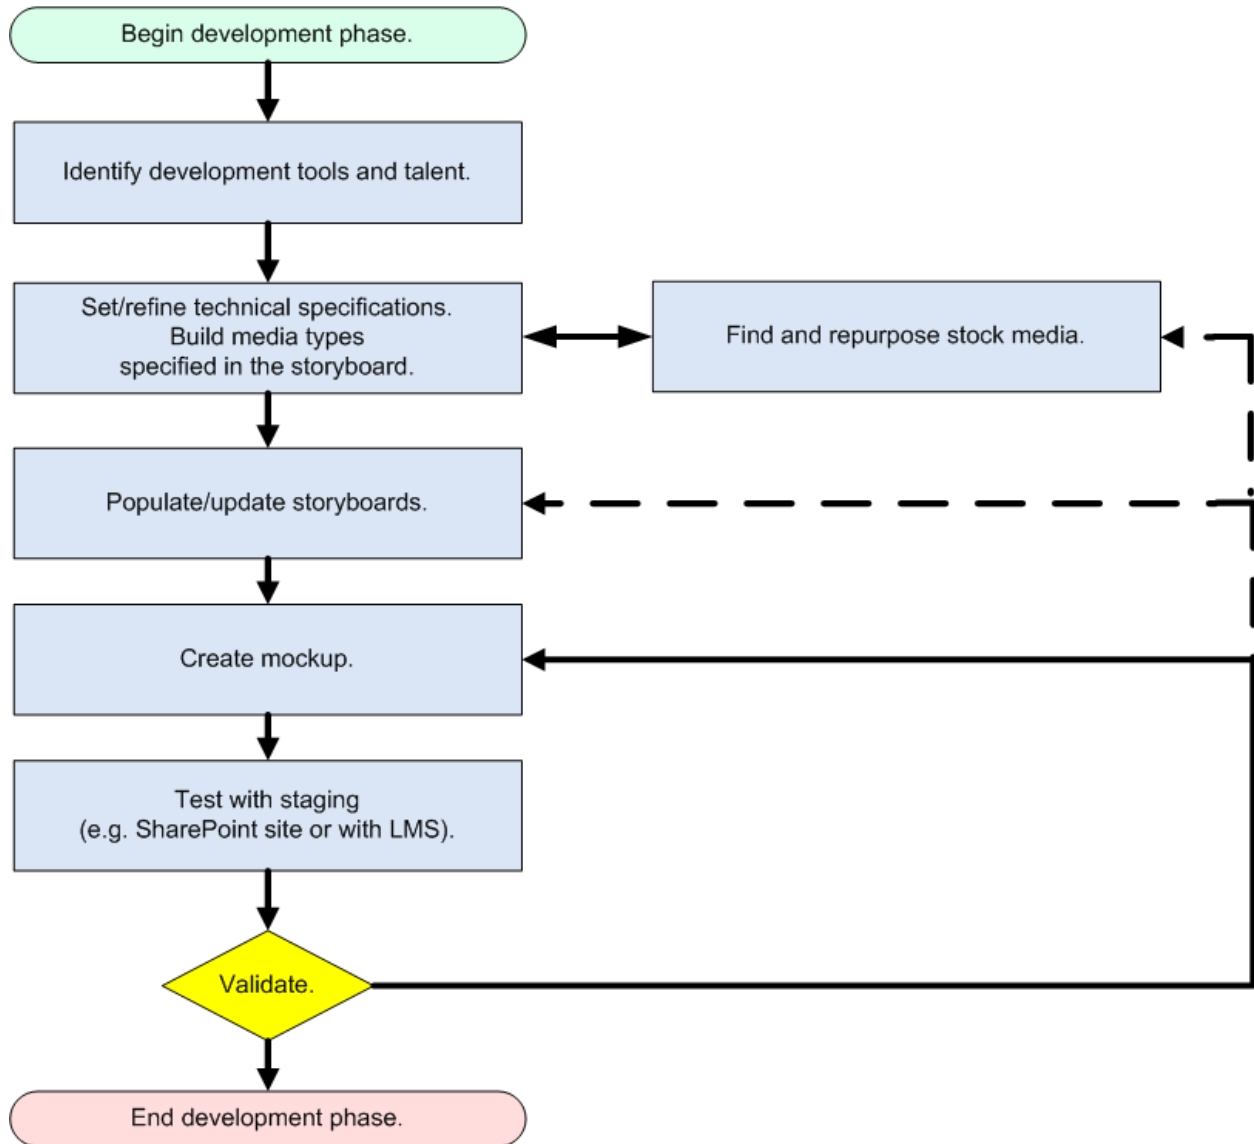 Begin development phase.
Identify development tools and talent.
Set/refine technical specifications.
Build media types
specified in the storyboard.
Find and repurpose stock media.
Populate/update storyboards.
Create mockup.
Test with staging
(e.g. SharePoint site or with LMS).
Validate.
End development phase.